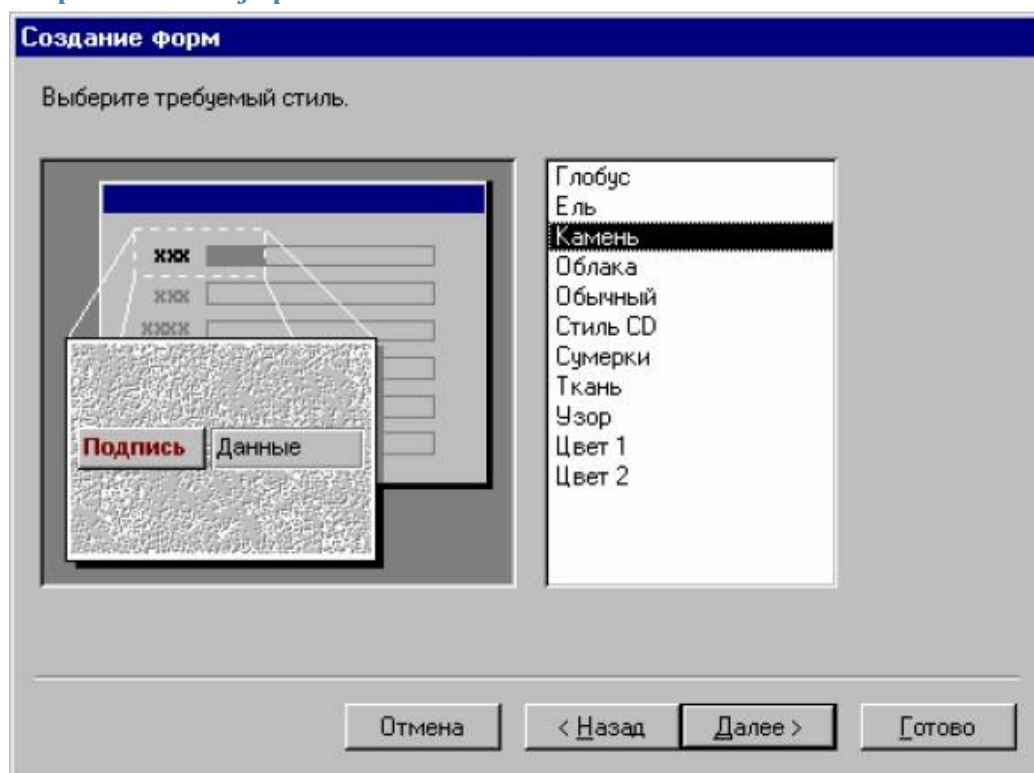 Создание форм
Выберите требуемый стиль.
xxx
xxx
xxxx
Подпись Данные
Глобус
Ель
Камень
Облака
Обычный
Стиль CD
Сумерки
Ткань
Узор
Цвет 1
Цвет 2
Отмена < Назад Далее > Готово